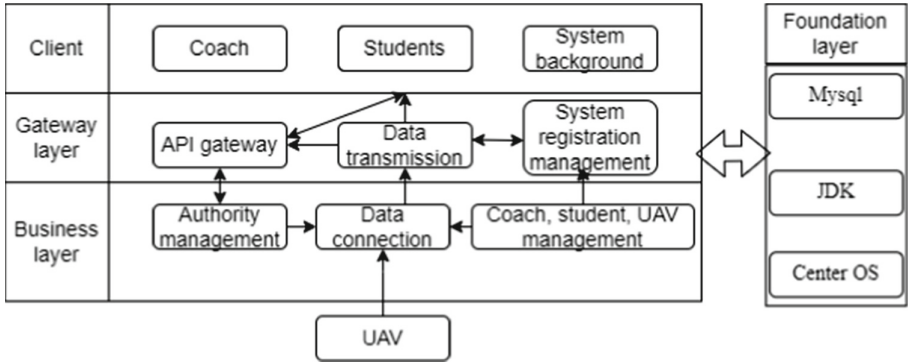 Client
Coach
Students
System
background
Gateway
layer
API gateway
Data
transmission
System
registration
management
Business
layer
Authority
management
Data
connection
Coach, student, UAV
management
UAV
Foundation
layer
Mysql
JDK
Center OS